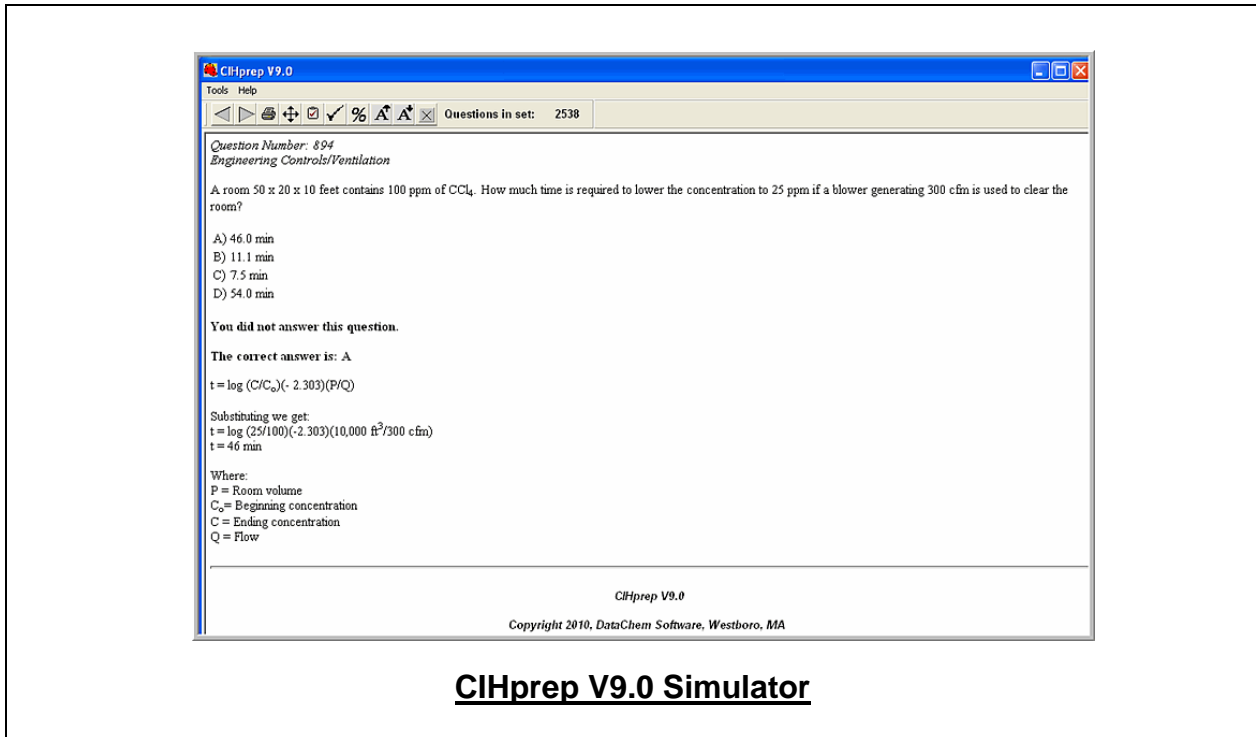 CIHprep V9.0
Tools Help
Questions in set: 2538
Question Number: 894
Engineering Controls/Ventilation
A room 50 x 20 x 10 feet contains 100 ppm of CCl₄. How much time is required to lower the concentration to 25 ppm if a blower generating 300 cfm is used to clear the
room?
A) 46.0 min
B) 11.1 min
C) 7.5 min
D) 54.0 min
You did not answer this question.
The correct answer is: A
t = log (C/Cₒ)(- 2.303)(P/Q)
Substituting we get:
t = log (25/100)(-2.303)(10,000 ft³/300 cfm)
t = 46 min
Where:
P = Room volume
Cₒ= Beginning concentration
C = Ending concentration
Q = Flow
CIHprep V9.0
Copyright 2010, DataChem Software, Westboro, MA
CIHprep V9.0 Simulator